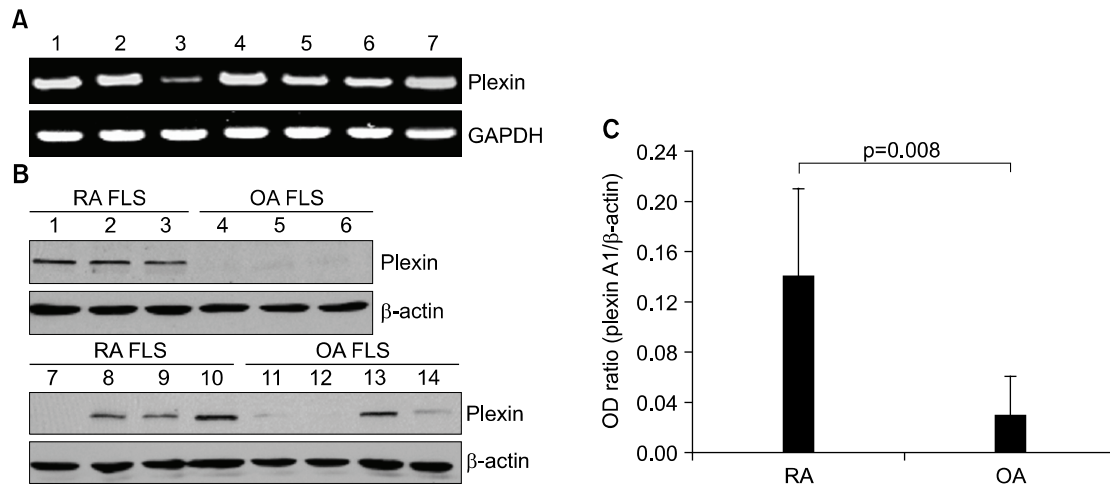 A
1 2 3 4 5 6 7
Plexin
GAPDH
B
RA FLS OA FLS
1 2 3 4 5 6
Plexin
β-actin
RA FLS OA FLS
7 8 9 10 11 12 13 14
Plexin
β-actin
C
p=0.008
OD ratio (plexin A1/β-actin)
0.24
0.20
0.16
0.12
0.08
0.04
0.00
RA OA